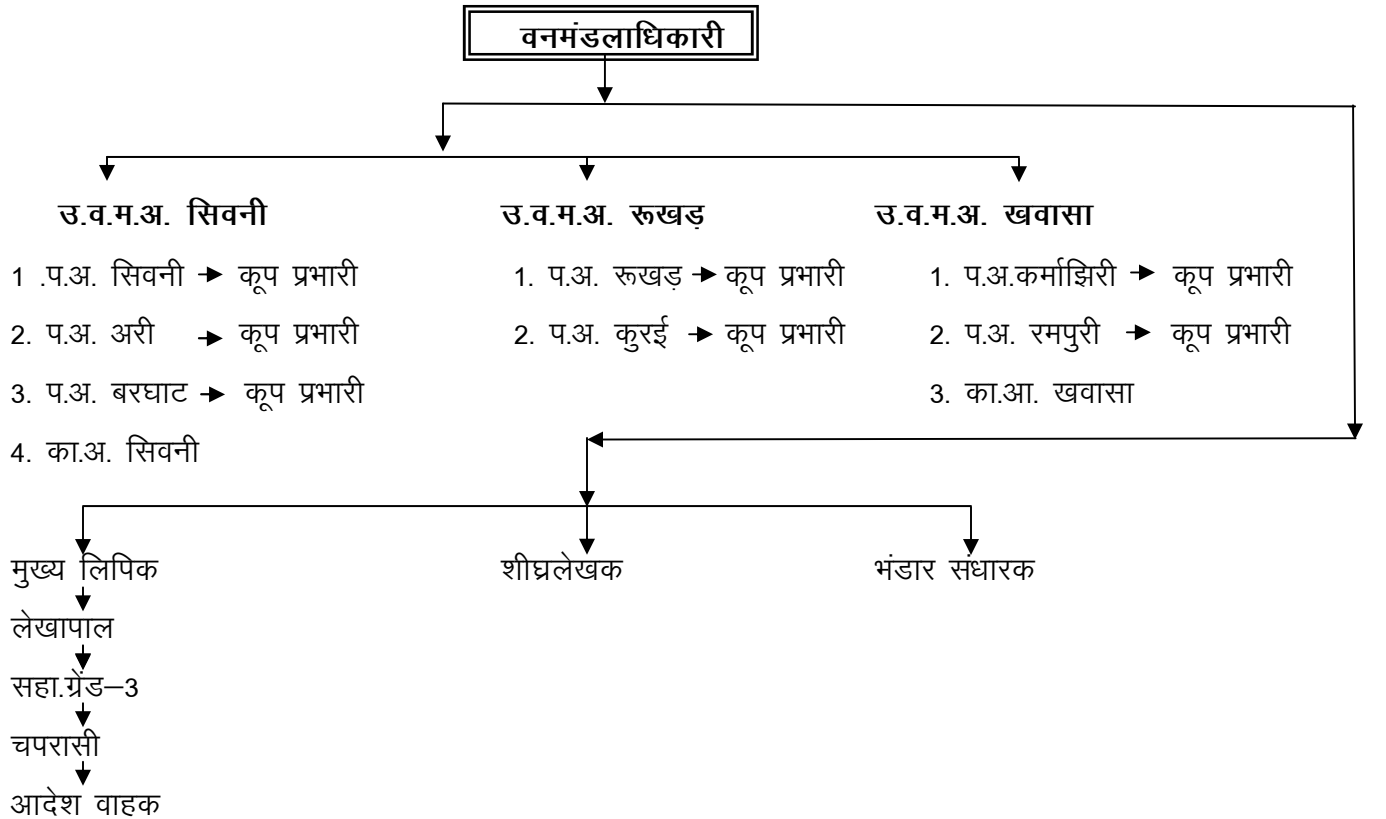 वनमंडलाधिकारी
उ.व.म.अ. सिवनी उ.व.म.अ. रूखड़ उ.व.म.अ. खवासा
1 .प.अ. सिवनी → कूप प्रभारी 1. प.अ. रूखड़ → कूप प्रभारी 1. प.अ.कर्माझिरी → कूप प्रभारी
2. प.अ. अरी → कूप प्रभारी 2. प.अ. कुरई → कूप प्रभारी 2. प.अ. रमपुरी → कूप प्रभारी
3. प.अ. बरघाट → कूप प्रभारी 3. का.आ. खवासा
4. का.अ. सिवनी
मुख्य लिपिक शीघ्रलेखक भंडार संधारक
लेखापाल
सहा.ग्रेंड–3
चपरासी
आदेश वाहक